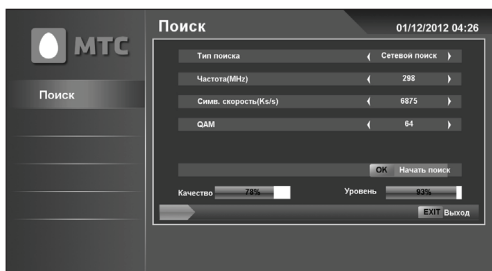 МТС
Поиск
01/12/2012 04:26
Поиск
Тип поиска Сетевой поиск
Частота(MHz) 298
Симв. скорость(Ks/s) 6875
QAM 64
OK Начать поиск
Качество 78% Уровень 93%
EXIT Выход